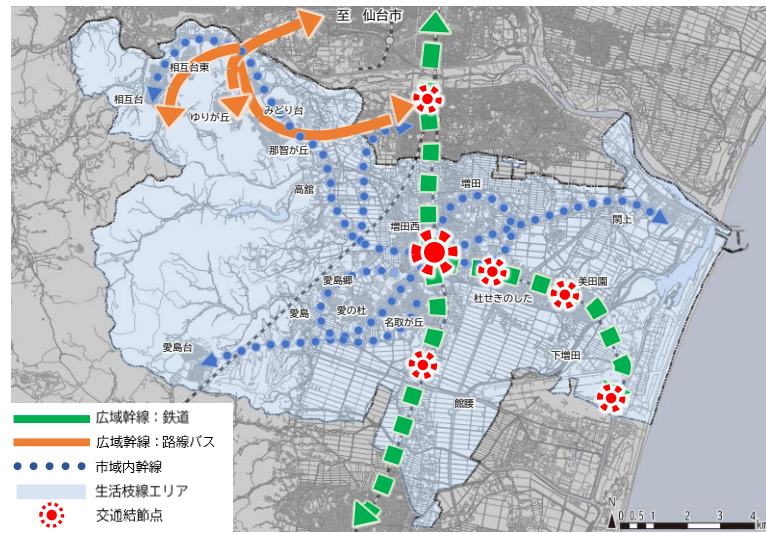 至 仙台市
相互台東
相互台
ゆりが丘
みどり台
那智が丘
高舘
増田
増田西
閖上
愛島郷
杜せきのした
美田園
愛島
愛の杜
名取が丘
愛島台
下増田
館腰
広域幹線：鉄道
広域幹線：路線バス
市域内幹線
生活枝線エリア
交通結節点
N
0 0.5 1 2 3 4
km